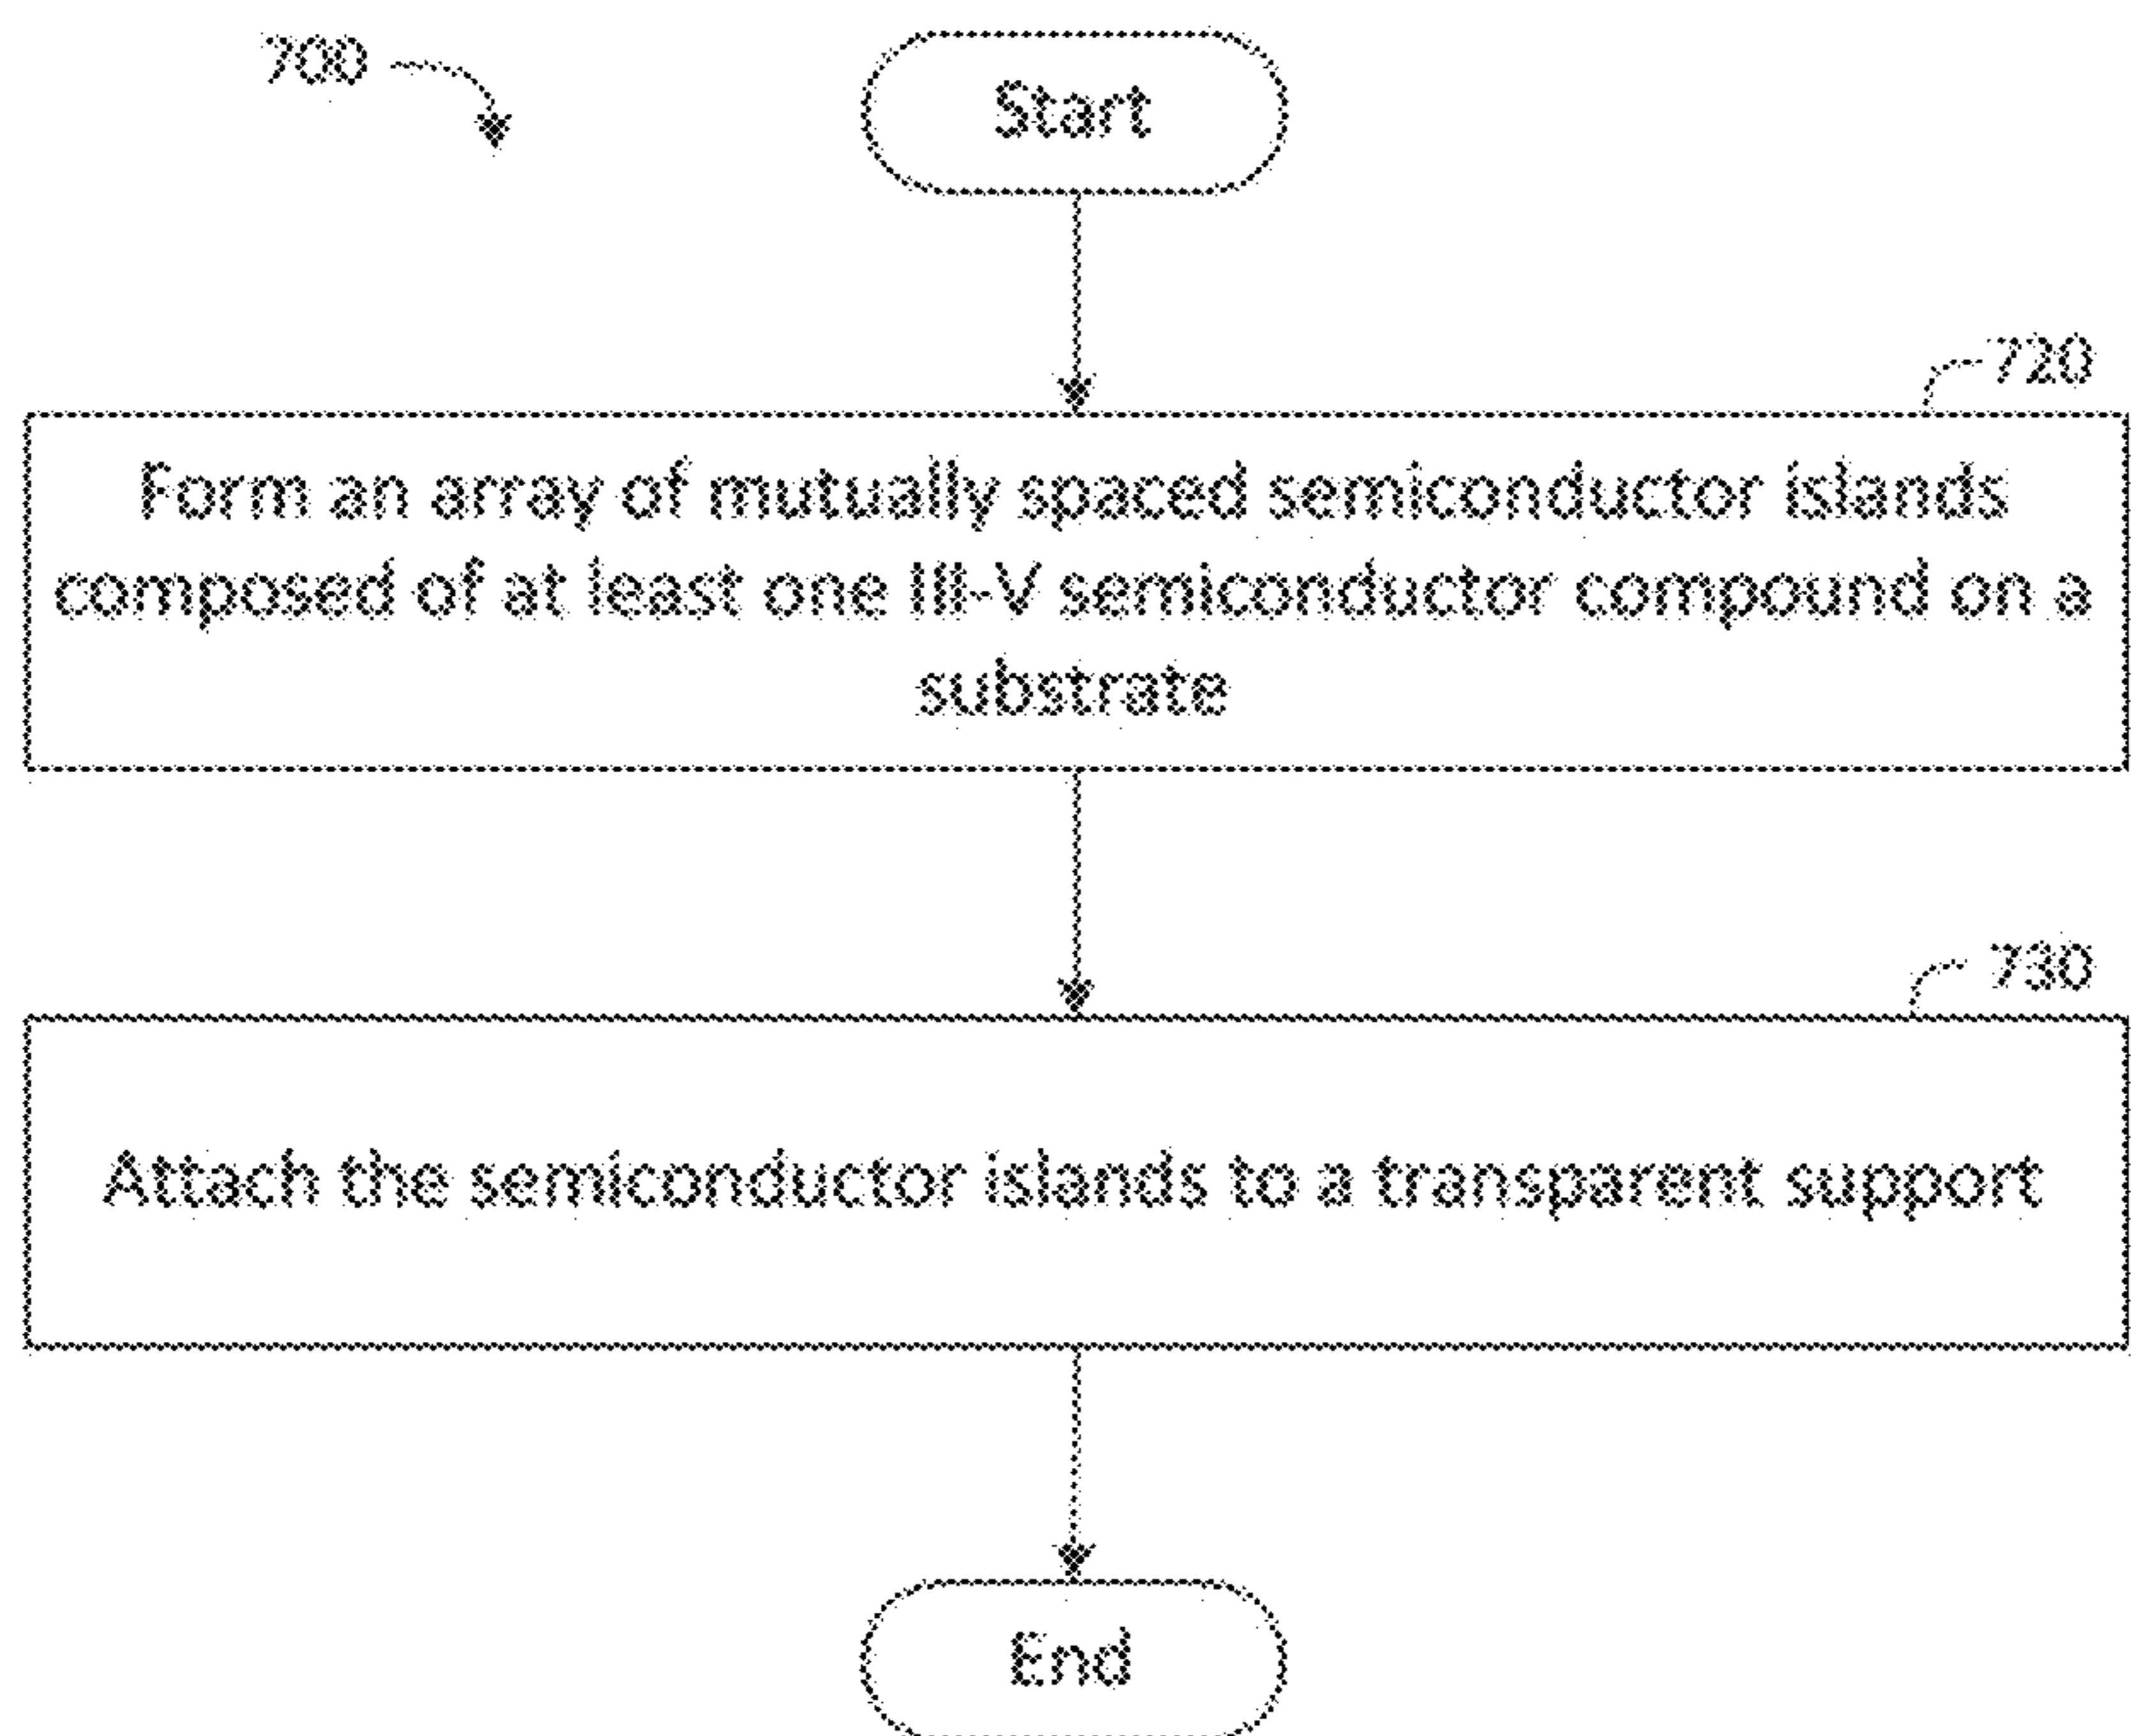 700
Start
720
Form an array of mutually spaced semiconductor islands
composed of at least one III-V semiconductor compound on a
substrate
730
Attach the semiconductor islands to a transparent support
End